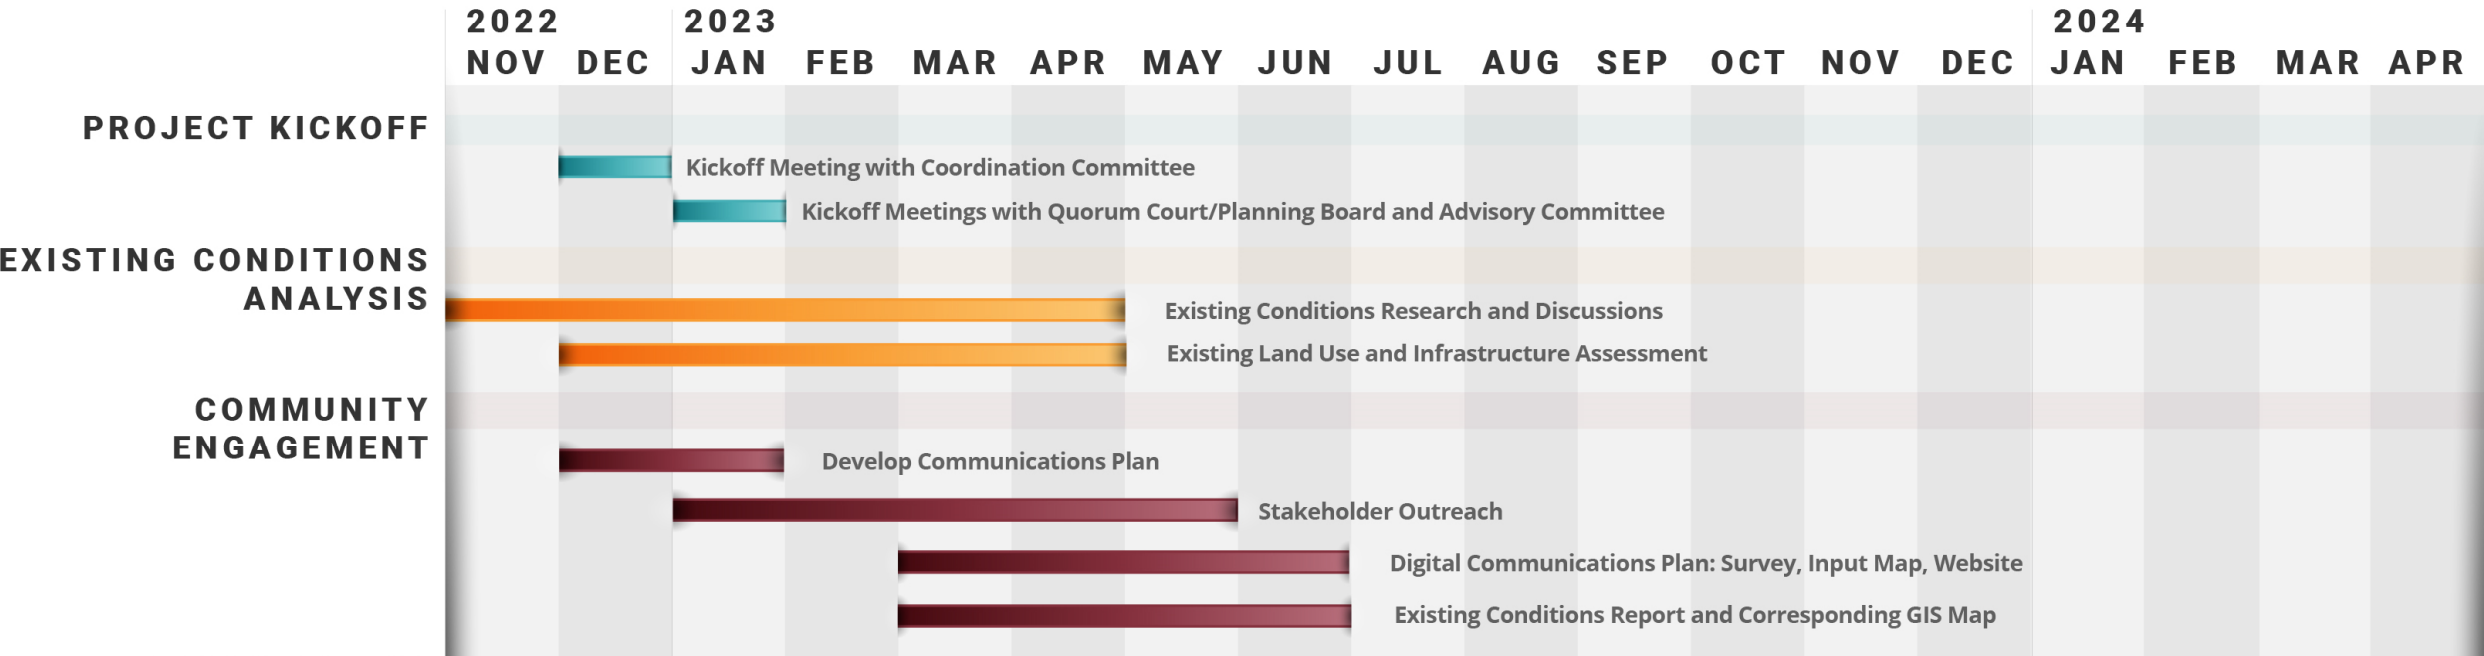 2022 2023 2024
NOV DEC JAN FEB MAR APR MAY JUN JUL AUG SEP OCT NOV DEC JAN FEB MAR APR
PROJECT KICKOFF
Kickoff Meeting with Coordination Committee
Kickoff Meetings with Quorum Court/Planning Board and Advisory Committee
EXISTING CONDITIONS
ANALYSIS
Existing Conditions Research and Discussions
Existing Land Use and Infrastructure Assessment
COMMUNITY
ENGAGEMENT
Develop Communications Plan
Stakeholder Outreach
Digital Communications Plan: Survey, Input Map, Website
Existing Conditions Report and Corresponding GIS Map